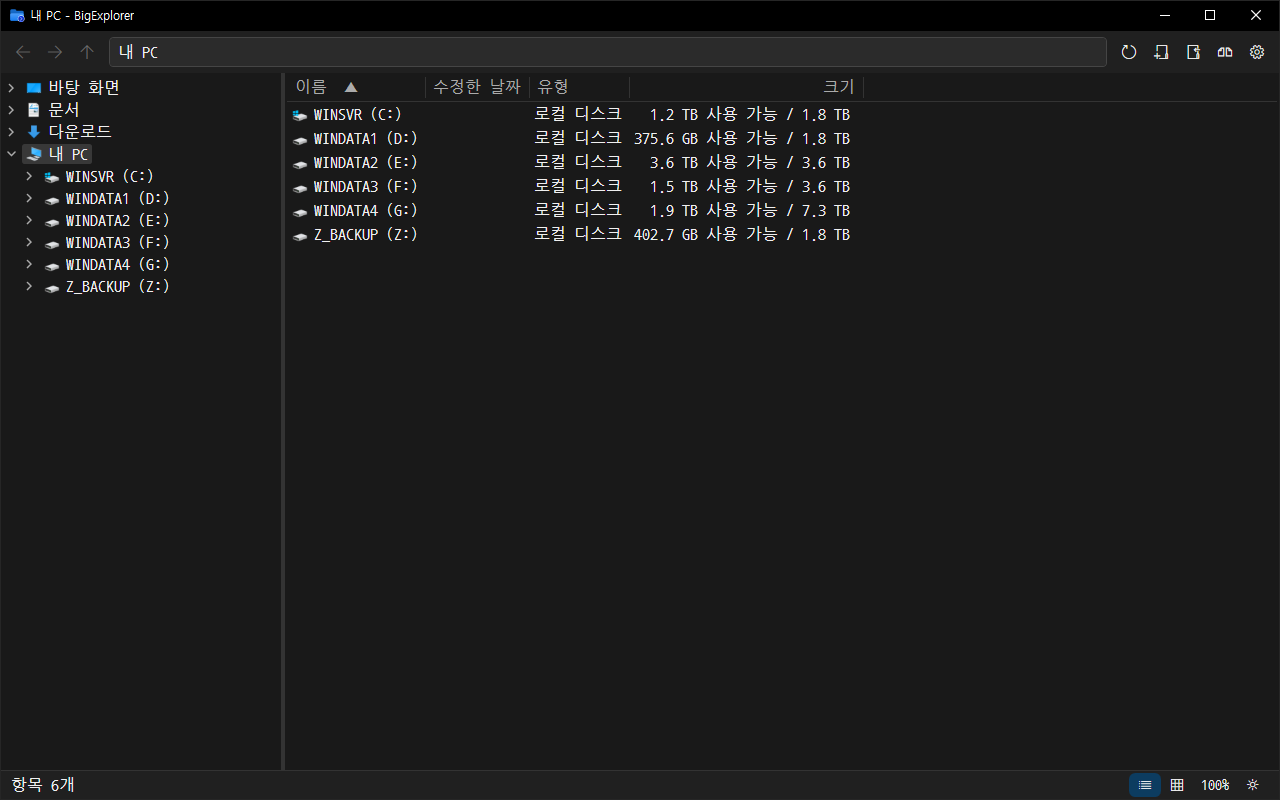 내 PC - BigExplorer
내 PC
바탕 화면
문서
다운로드
내 PC
WINSVR (C:)
WINDATA1 (D:)
WINDATA2 (E:)
WINDATA3 (F:)
WINDATA4 (G:)
Z_BACKUP (Z:)
이름 수정한 날짜 유형 크기
WINSVR (C:) 로컬 디스크 1.2 TB 사용 가능 / 1.8 TB
WINDATA1 (D:) 로컬 디스크 375.6 GB 사용 가능 / 1.8 TB
WINDATA2 (E:) 로컬 디스크 3.6 TB 사용 가능 / 3.6 TB
WINDATA3 (F:) 로컬 디스크 1.5 TB 사용 가능 / 3.6 TB
WINDATA4 (G:) 로컬 디스크 1.9 TB 사용 가능 / 7.3 TB
Z_BACKUP (Z:) 로컬 디스크 402.7 GB 사용 가능 / 1.8 TB
항목 6개
100%